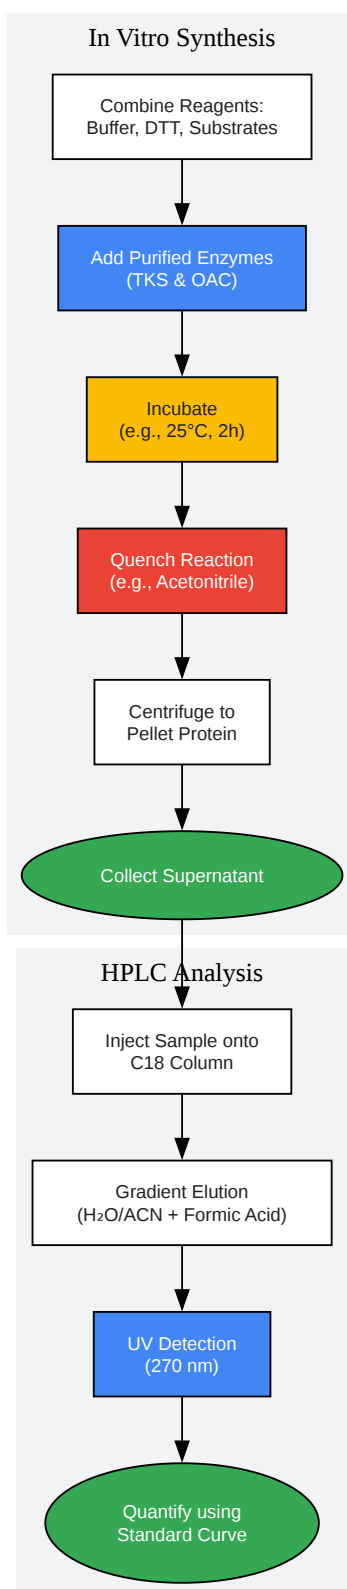 In Vitro Synthesis
Combine Reagents:
Buffer, DTT, Substrates
Add Purified Enzymes
(TKS & OAC)
Incubate
(e.g., 25°C, 2h)
Quench Reaction
(e.g., Acetonitrile)
Centrifuge to
Pellet Protein
Collect Supernatant
HPLC Analysis
Inject Sample onto
C18 Column
Gradient Elution
(H₂O/ACN + Formic Acid)
UV Detection
(270 nm)
Quantify using
Standard Curve